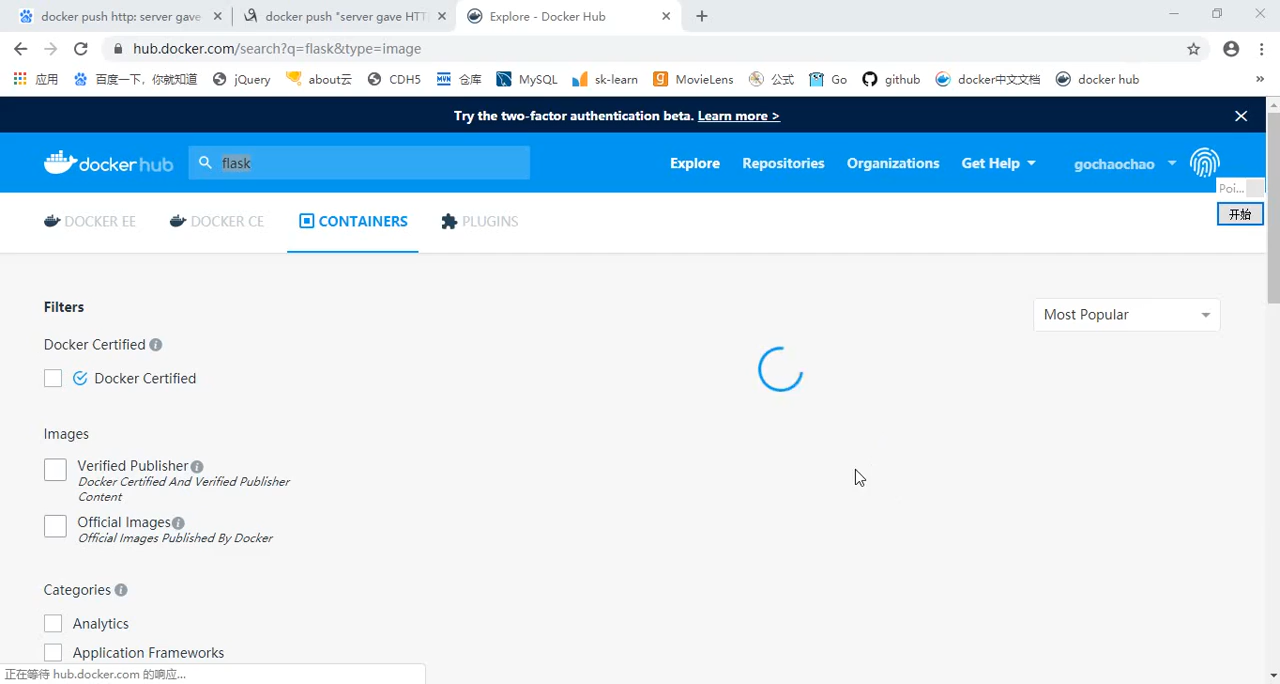 docker push http: server gave
docker push "server gave HTT
Explore - Docker Hub
hub.docker.com/search?q=flask&type=image
应用
百度一下，你就知道
jQuery
about云
CDH5
仓库
MySQL
sk-learn
MovieLens
公式
Go
github
docker中文文档
docker hub
»
Try the two-factor authentication beta. Learn more >
docker hub
flask
Explore
Repositories
Organizations
Get Help
gochaochao
Poi...
开始
DOCKER EE
DOCKER CE
CONTAINERS
PLUGINS
Filters
Most Popular
Docker Certified
Docker Certified
Images
Verified Publisher
Docker Certified And Verified Publisher
Content
Official Images
Official Images Published By Docker
Categories
Analytics
Application Frameworks
正在等待 hub.docker.com 的响应...